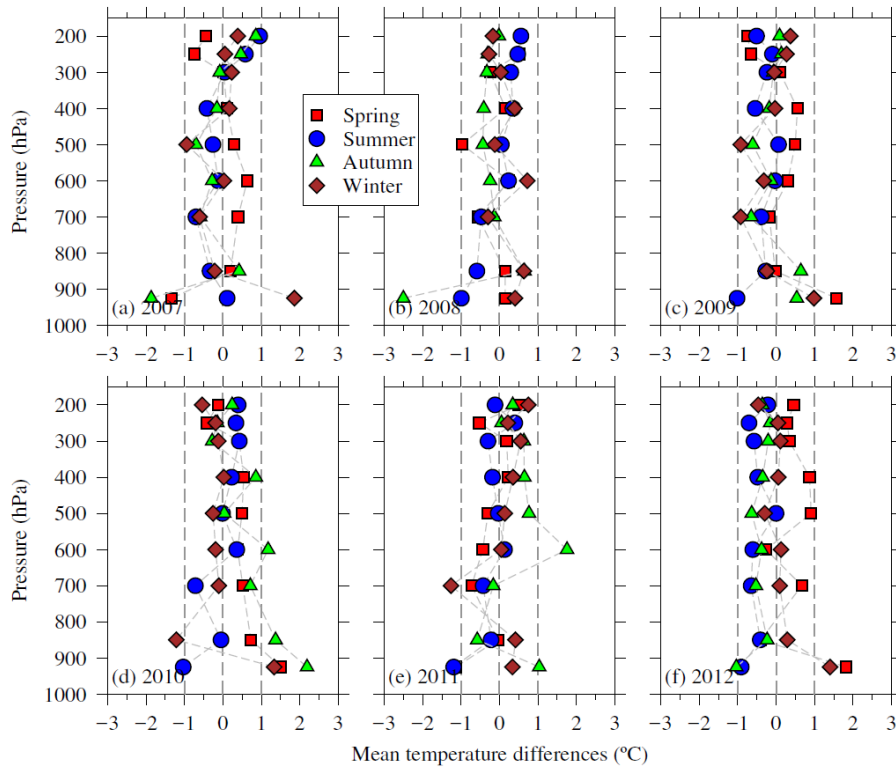 200
300
400
500
600
700
800
900
1000
Pressure (hPa)
Spring
Summer
Autumn
Winter
(a) 2007
(b) 2008
(c) 2009
−3 −2 −1 0 1 2 3
−3 −2 −1 0 1 2 3
−3 −2 −1 0 1 2 3
200
300
400
500
600
700
800
900
1000
Pressure (hPa)
(d) 2010
(e) 2011
(f) 2012
−3 −2 −1 0 1 2 3
−3 −2 −1 0 1 2 3
−3 −2 −1 0 1 2 3
Mean temperature differences (ºC)